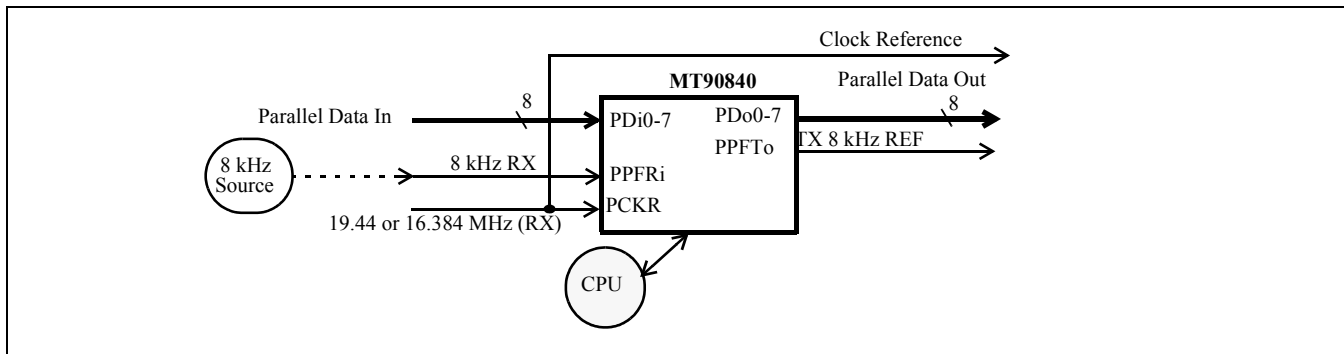 Clock Reference
MT90840
Parallel Data Out
8
8
Parallel Data In
PDi0-7
PDo0-7
PPFTo
TX 8 kHz REF
8 kHz
Source
8 kHz RX
PPFRi
PCKR
19.44 or 16.384 MHz (RX)
CPU